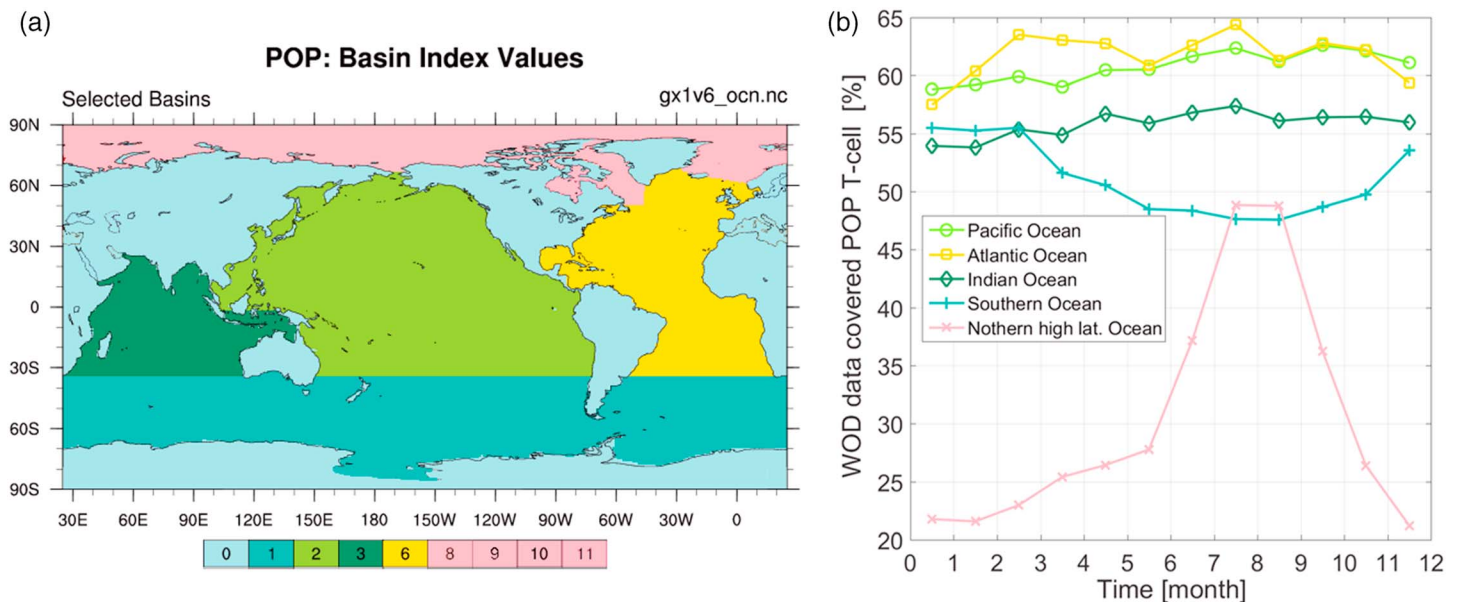 (a)
POP: Basin Index Values
Selected Basins
gx1v6_ocn.nc
90N
60N
30N
0
30S
60S
90S
30E 60E 90E 120E 150E 180 150W 120W 90W 60W 30W 0
0 1 2 3 6 8 9 10 11
(b)
WOD data covered POP T-cell [%]
65
60
55
50
45
40
35
30
25
20
Pacific Ocean
Atlantic Ocean
Indian Ocean
Southern Ocean
Nothern high lat. Ocean
0 1 2 3 4 5 6 7 8 9 10 11 12
Time [month]